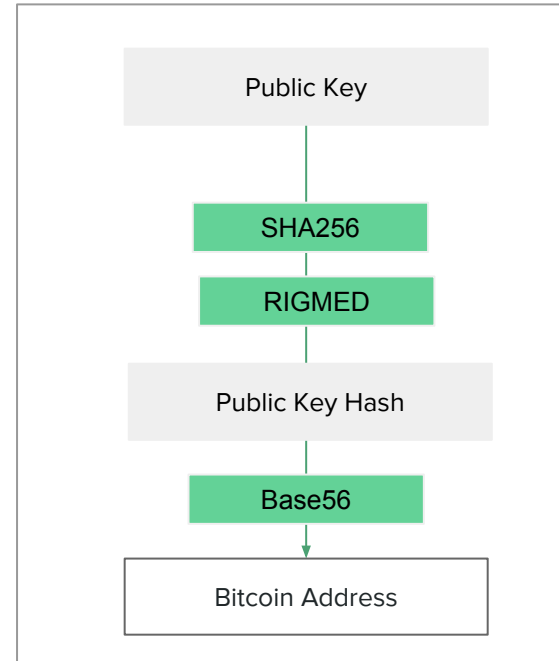 Public Key
SHA256
RIGMED
Public Key Hash
Base56
Bitcoin Address